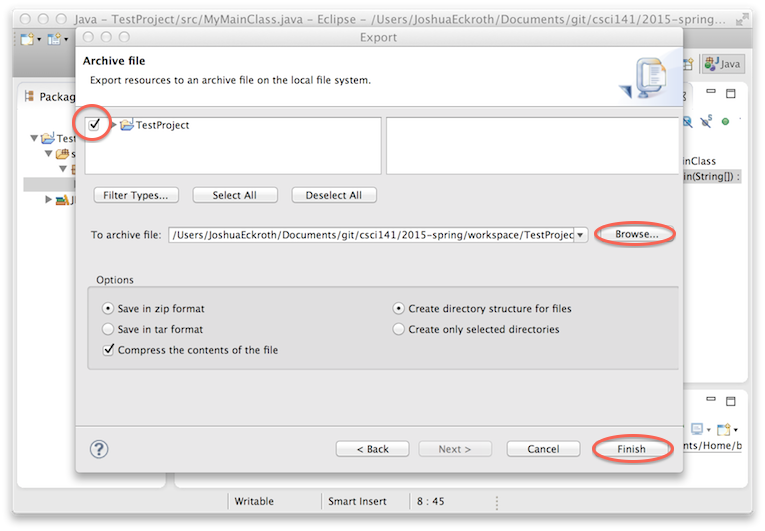 Java – TestProject/src/MyMainClass.java – Eclipse – /Users/JoshuaEckroth/Documents/git/csci141/2015-spring/...
Export
Java
Archive file
Export resources to an archive file on the local file system.
Packag
TestProject
Tes
inClass
in(String[]) :
Filter Types...
Select All
Deselect All
To archive file:
/Users/JoshuaEckroth/Documents/git/csci141/2015-spring/workspace/TestProjec
Browse...
Options
Save in zip format
Create directory structure for files
Save in tar format
Create only selected directories
Compress the contents of the file
nts/Home/b
?
< Back
Next >
Cancel
Finish
Writable
Smart Insert
8 : 45